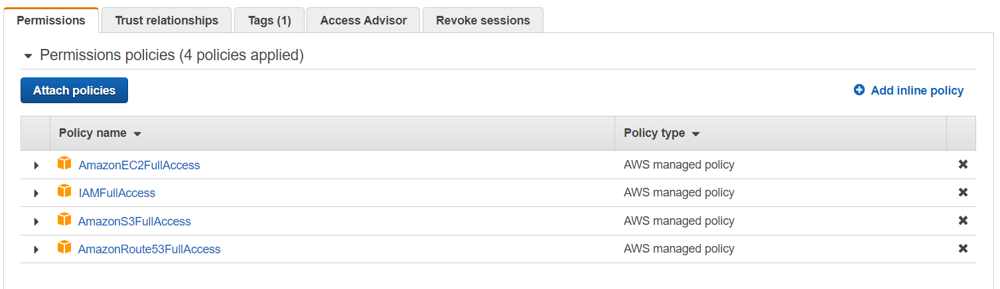 Permissions Trust relationships Tags (1) Access Advisor Revoke sessions
Permissions policies (4 policies applied)
Attach policies Add inline policy
Policy name Policy type
AmazonEC2FullAccess AWS managed policy
IAMFullAccess AWS managed policy
AmazonS3FullAccess AWS managed policy
AmazonRoute53FullAccess AWS managed policy